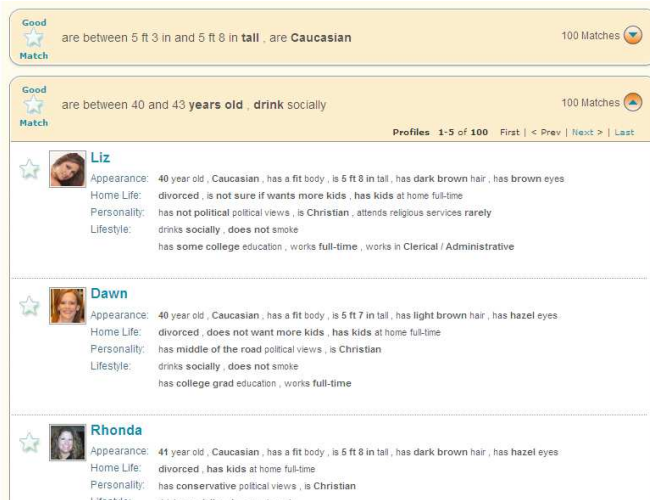 Good
Match
are between 5 ft 3 in and 5 ft 8 in tall , are Caucasian
100 Matches
Good
Match
are between 40 and 43 years old , drink socially
100 Matches
Profiles 1-5 of 100 First | < Prev | Next > | Last
Liz
Appearance: 40 year old , Caucasian , has a fit body , is 5 ft 8 in tall , has dark brown hair , has brown eyes
Home Life: divorced , is not sure if wants more kids , has kids at home full-time
Personality: has not political political views , is Christian , attends religious services rarely
Lifestyle: drinks socially , does not smoke
has some college education , works full-time , works in Clerical / Administrative
Dawn
Appearance: 40 year old , Caucasian , has a fit body , is 5 ft 7 in tall , has light brown hair , has hazel eyes
Home Life: divorced , does not want more kids , has kids at home full-time
Personality: has middle of the road political views , is Christian
Lifestyle: drinks socially , does not smoke
has college grad education , works full-time
Rhonda
Appearance: 41 year old , Caucasian , has a fit body , is 5 ft 8 in tall , has dark brown hair , has hazel eyes
Home Life: divorced , has kids at home full-time
Personality: has conservative political views , is Christian